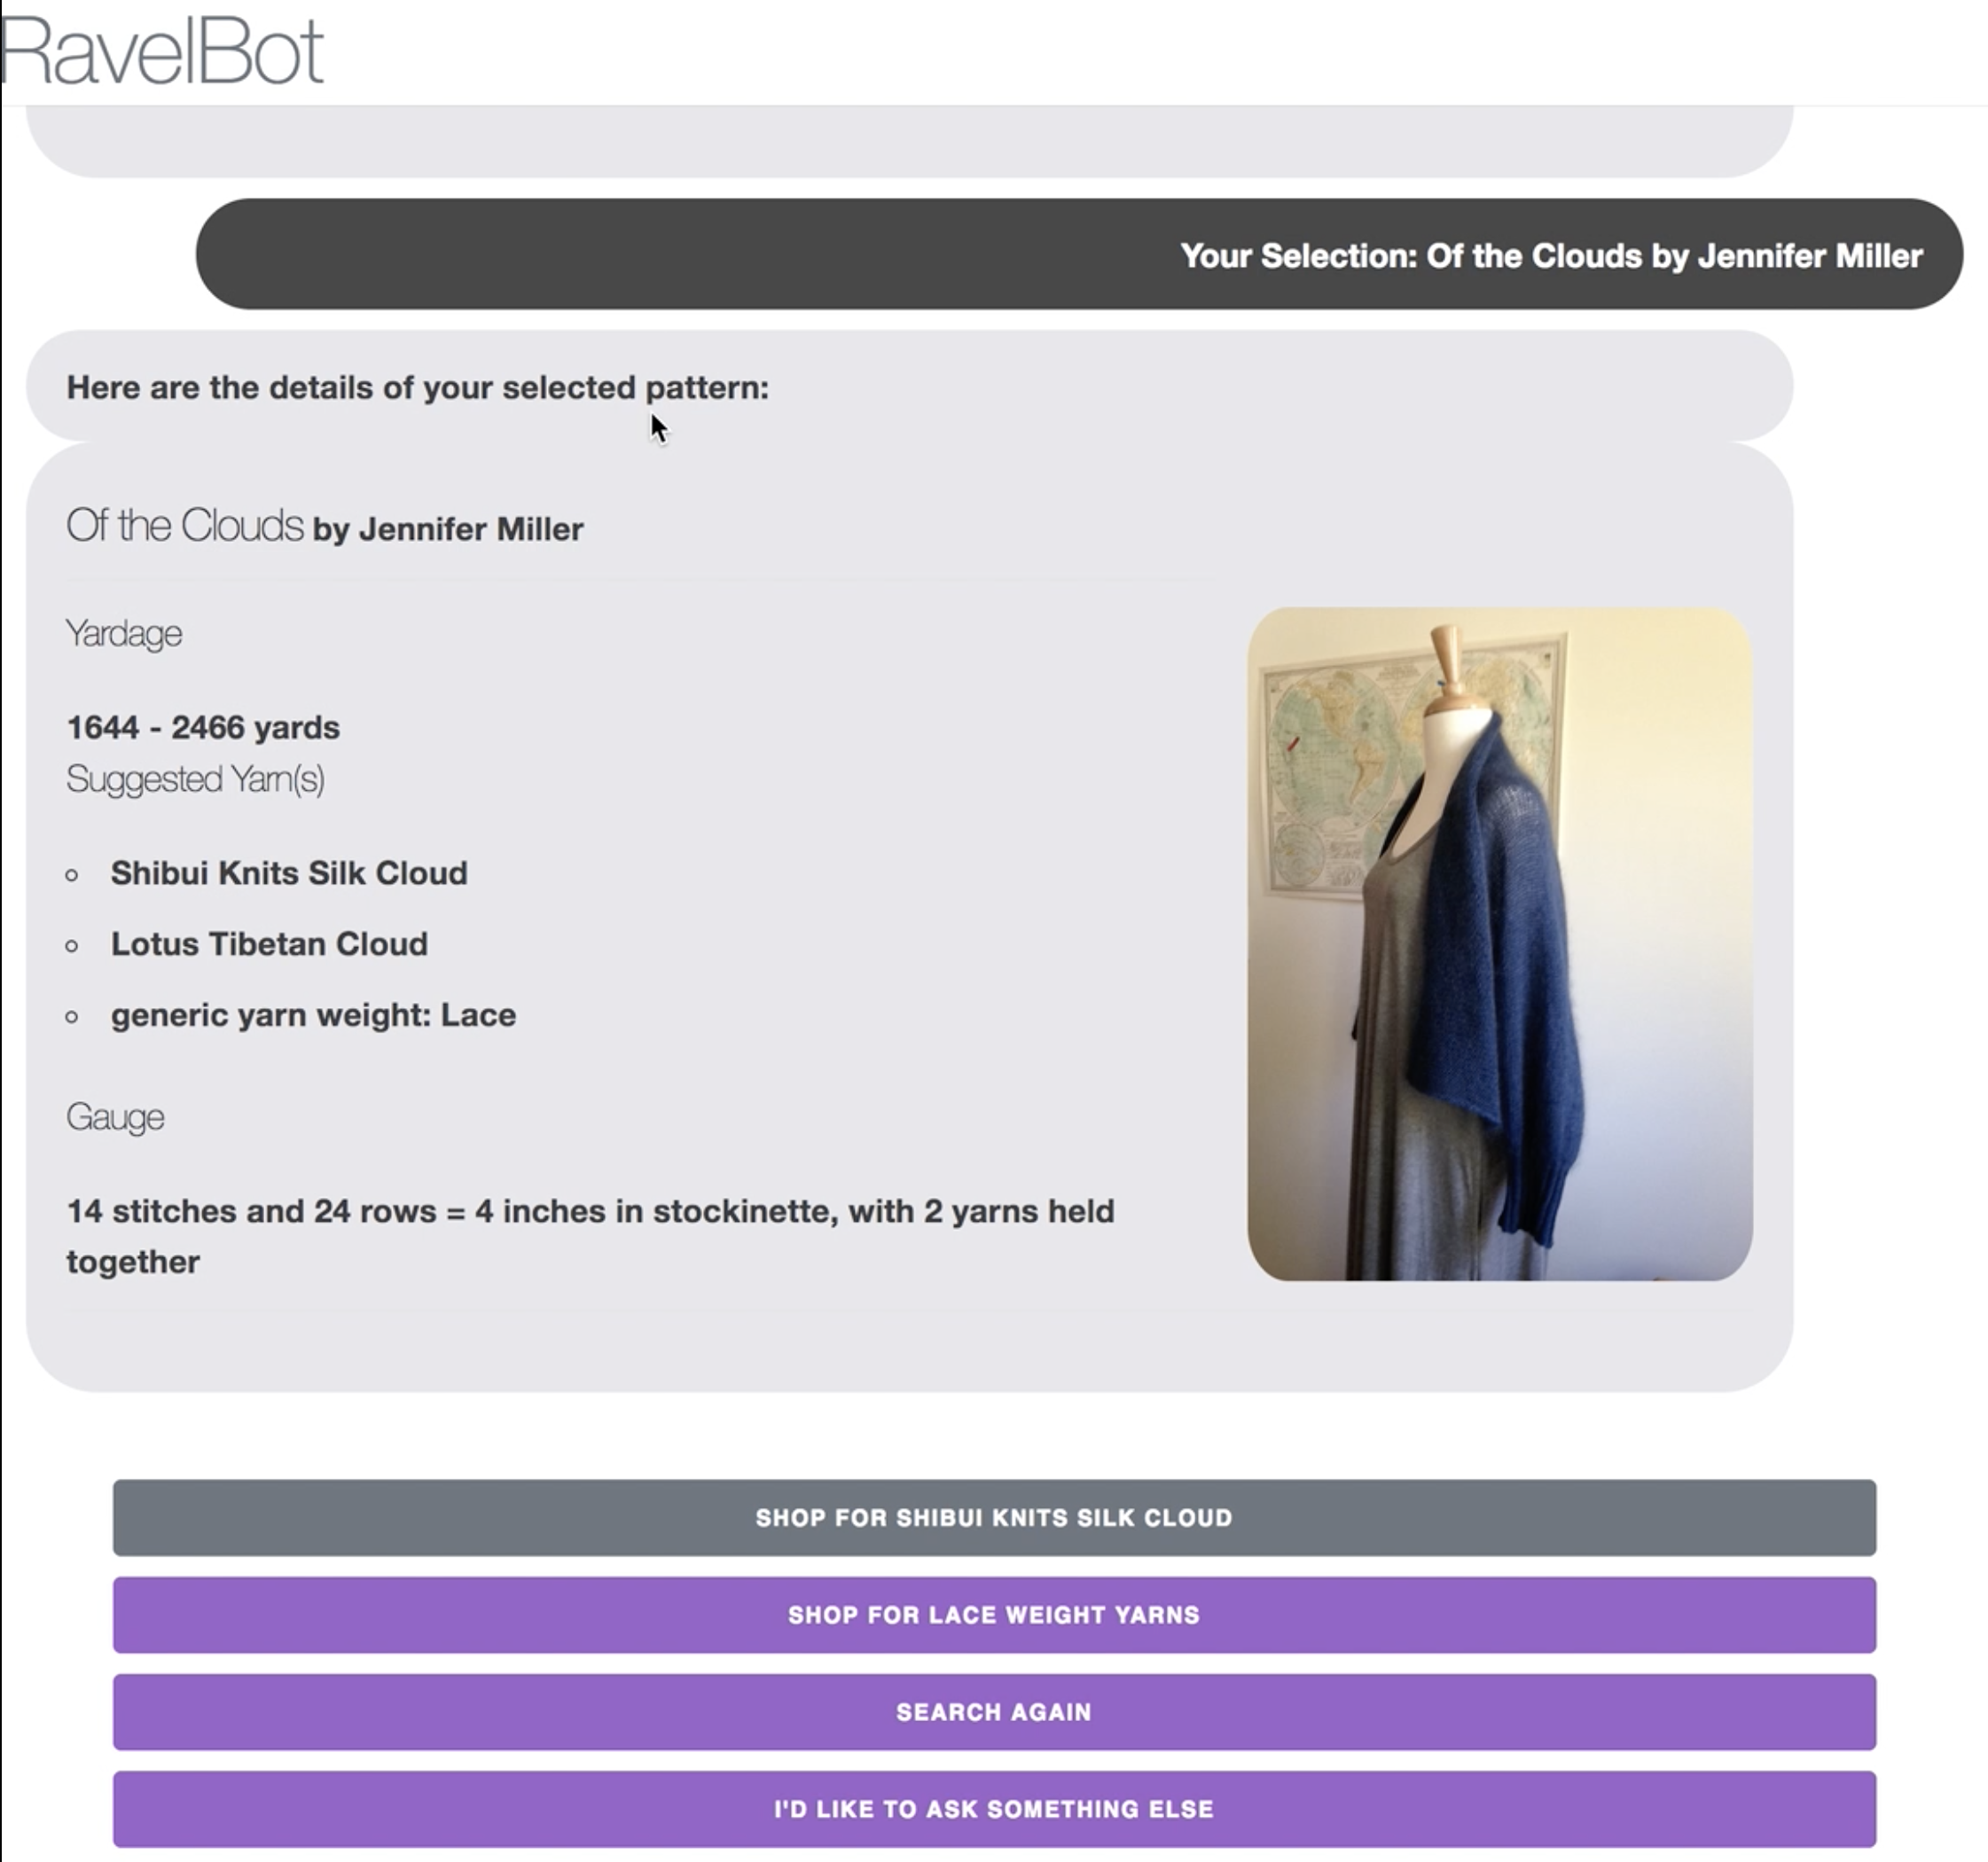 RavelBot
Your Selection: Of the Clouds by Jennifer Miller
Here are the details of your selected pattern:
Of the Clouds by Jennifer Miller
Yardage
1644 - 2466 yards
Suggested Yarn(s)
Shibui Knits Silk Cloud
Lotus Tibetan Cloud
generic yarn weight: Lace
Gauge
14 stitches and 24 rows = 4 inches in stockinette, with 2 yarns held
together
SHOP FOR SHIBUI KNITS SILK CLOUD
SHOP FOR LACE WEIGHT YARNS
SEARCH AGAIN
I'D LIKE TO ASK SOMETHING ELSE